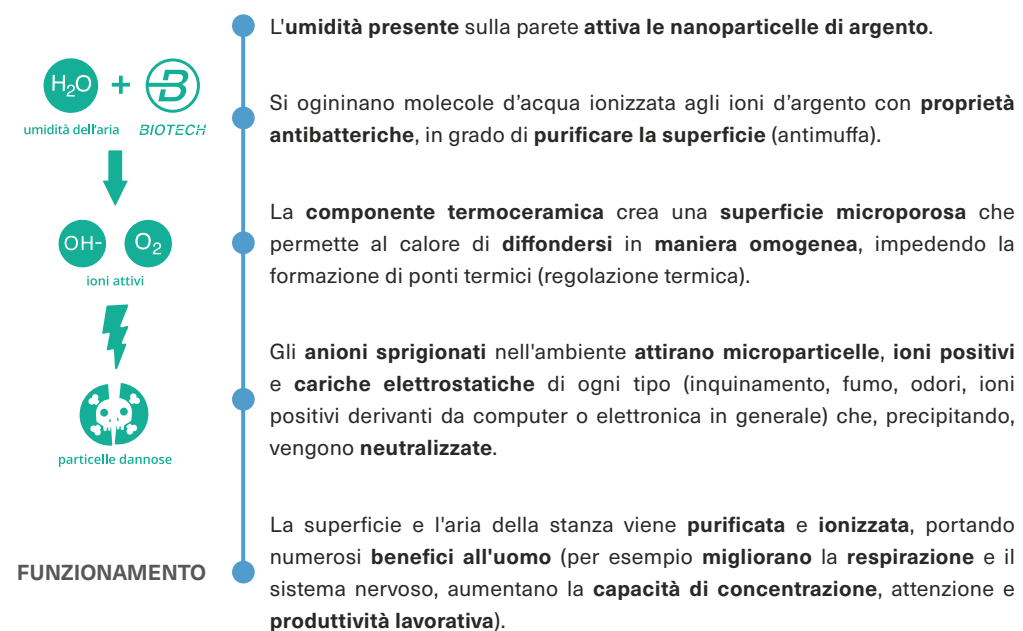 L'umidità presente sulla parete attiva le nanoparticelle di argento.
H2O + B
umidità dell'aria BIOTECH
Si ogininano molecole d'acqua ionizzata agli ioni d'argento con proprietà
antibatteriche, in grado di purificare la superficie (antimuffa).
OH- O2
ioni attivi
La componente termoceramica crea una superficie microporosa che
permette al calore di diffondersi in maniera omogenea, impedendo la
formazione di ponti termici (regolazione termica).
Gli anioni sprigionati nell'ambiente attirano microparticelle, ioni positivi
e cariche elettrostatiche di ogni tipo (inquinamento, fumo, odori, ioni
positivi derivanti da computer o elettronica in generale) che, precipitando,
vengono neutralizzate.
particelle dannose
FUNZIONAMENTO
La superficie e l'aria della stanza viene purificata e ionizzata, portando
numerosi benefici all'uomo (per esempio migliorano la respirazione e il
sistema nervoso, aumentano la capacità di concentrazione, attenzione e
produttività lavorativa).